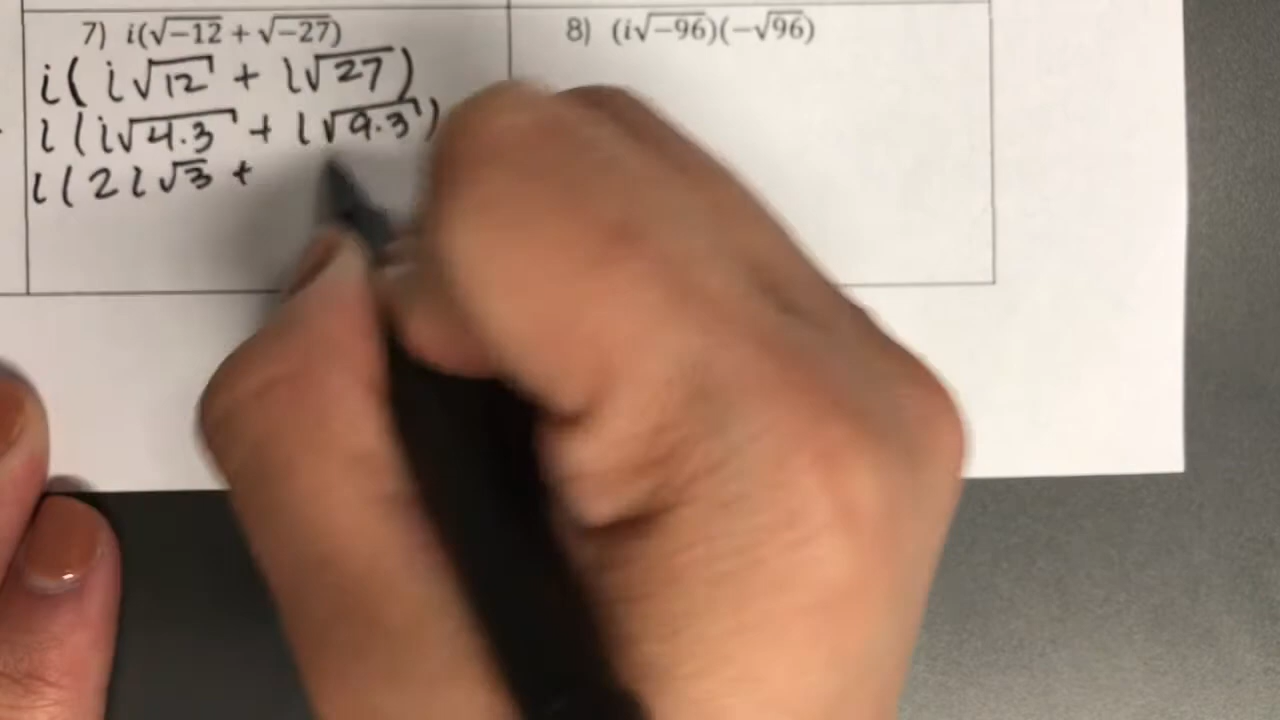 7) i(√−12 + √−27)
i(i√12 + i√27)
i(i√4·3 + i√9·3)
i(2i√3 +
8) (i√−96)(−√96)